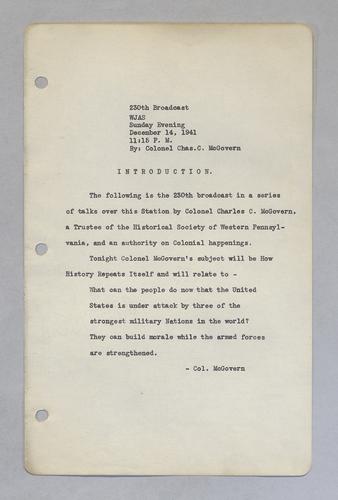 230th Broadcast
WJAS
Sunday Evening
December 14, 1941
11:15 P. M.
By: Colonel Chas.C. McGovern
INTRODUCTION.
The following is the 230th broadcast in a series
of talks over this Station by Colonel Charles C. McGovern,
a Trustee of the Historical Society of Western Pennsyl-
vania, and an authority on Colonial happenings.
Tonight Colonel McGovern's subject will be How
History Repeats Itself and will relate to -
What can the people do now that the United
States is under attack by three of the
strongest military Nations in the world?
They can build morale while the armed forces
are strengthened.
- Col. McGovern